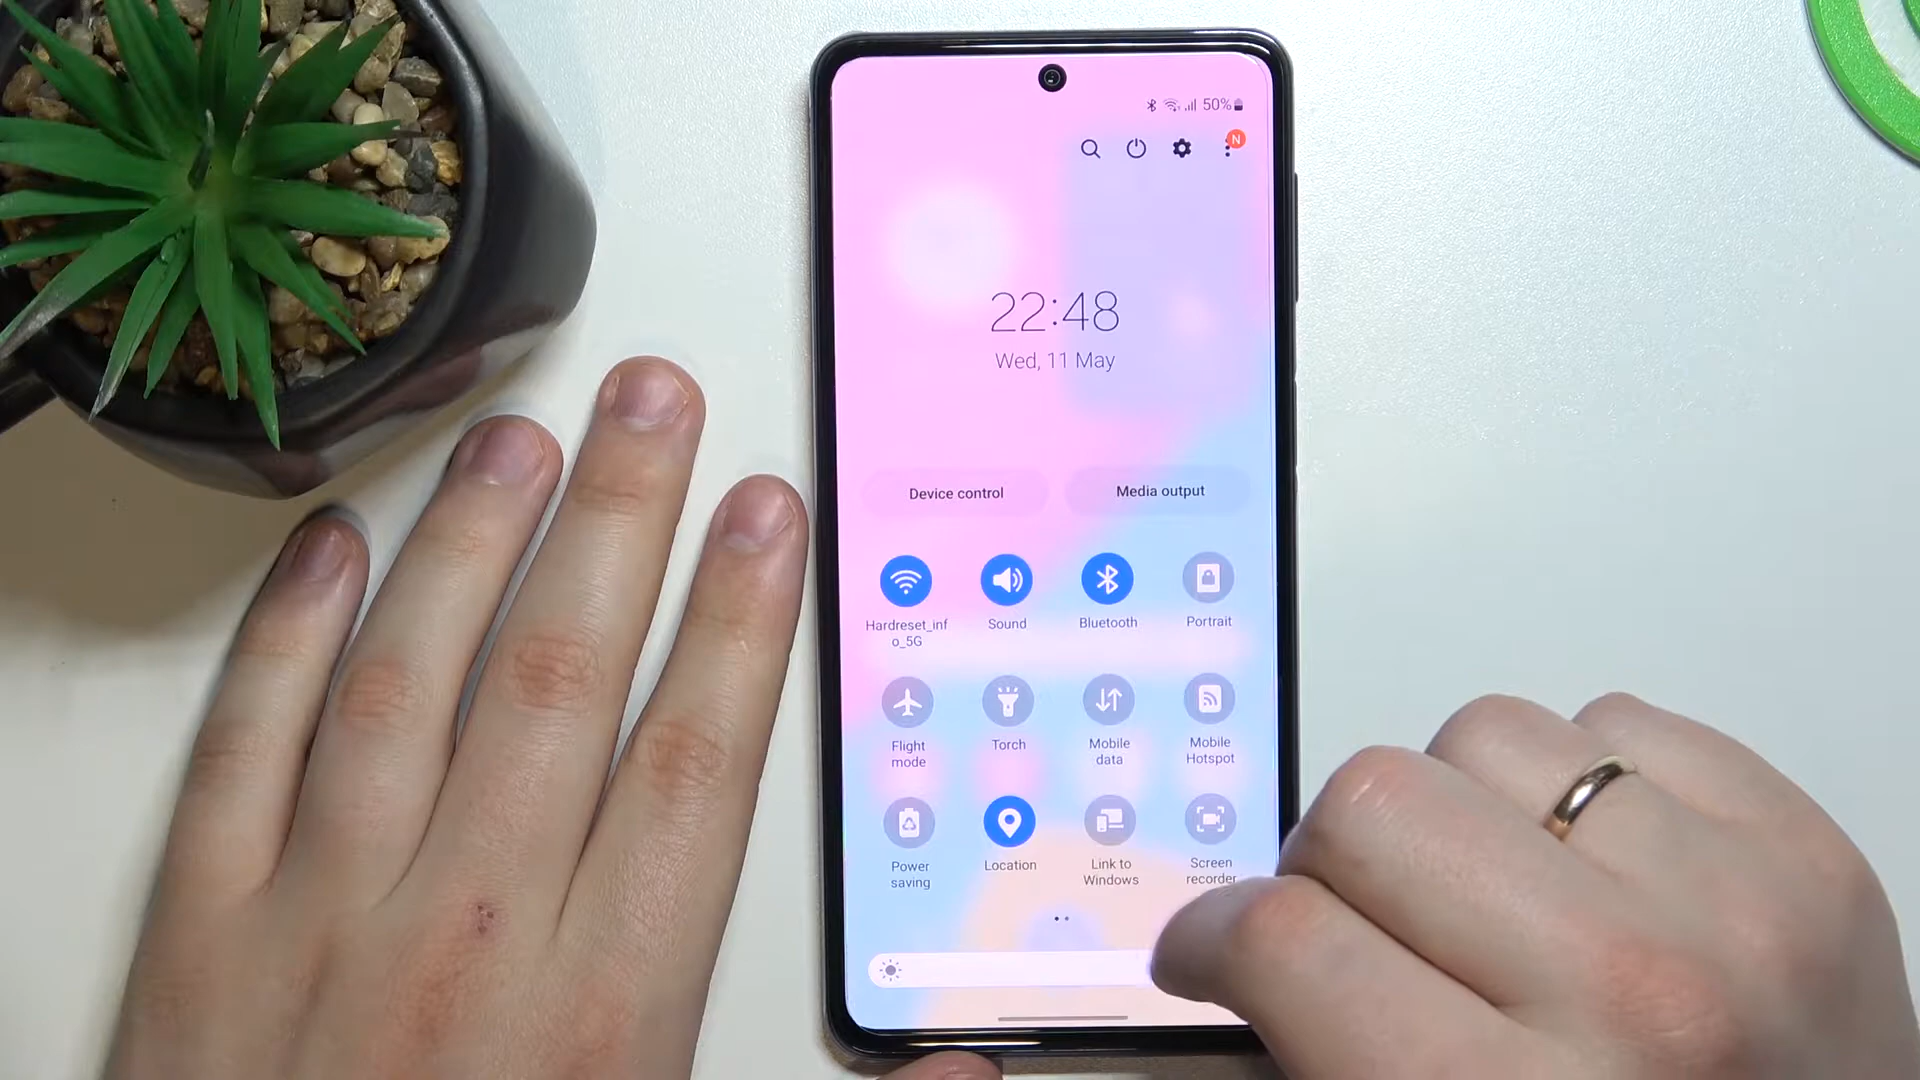 50%
N
22:48
Wed, 11 May
Device control Media output
Hardreset_inf
o_5G
Sound
Bluetooth
Portrait
Flight
mode
Torch
Mobile
data
Mobile
Hotspot
Power
saving
Location
Link to
Windows
Screen
recorder